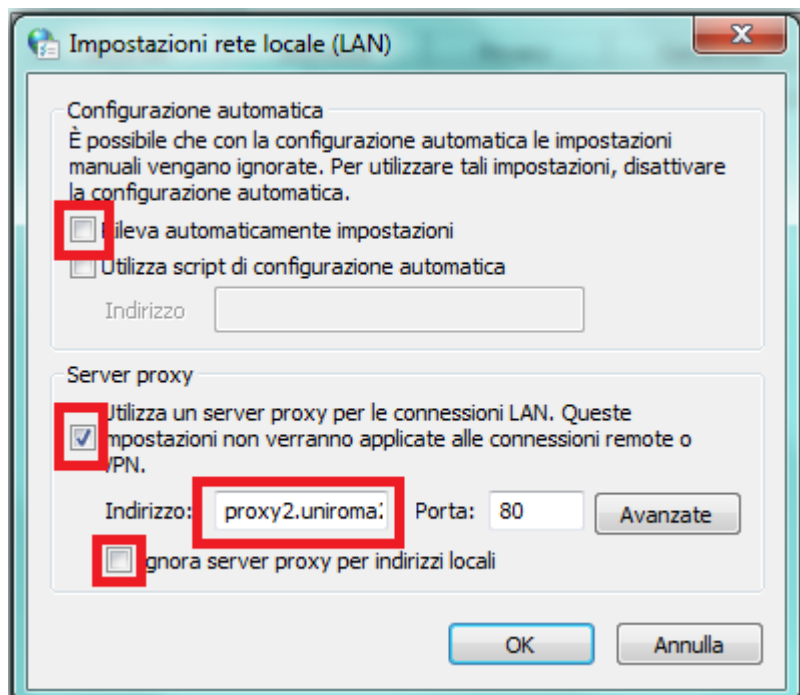 Impostazioni rete locale (LAN)
Configurazione automatica
È possibile che con la configurazione automatica le impostazioni
manuali vengano ignorate. Per utilizzare tali impostazioni, disattivare
la configurazione automatica.
ileva automaticamente impostazioni
Utilizza script di configurazione automatica
Indirizzo
Server proxy
Utilizza un server proxy per le connessioni LAN. Queste
mpostazioni non verranno applicate alle connessioni remote o
VPN.
Indirizzo: proxy2.uniroma2 Porta: 80 Avanzate
gnora server proxy per indirizzi locali
OK Annulla